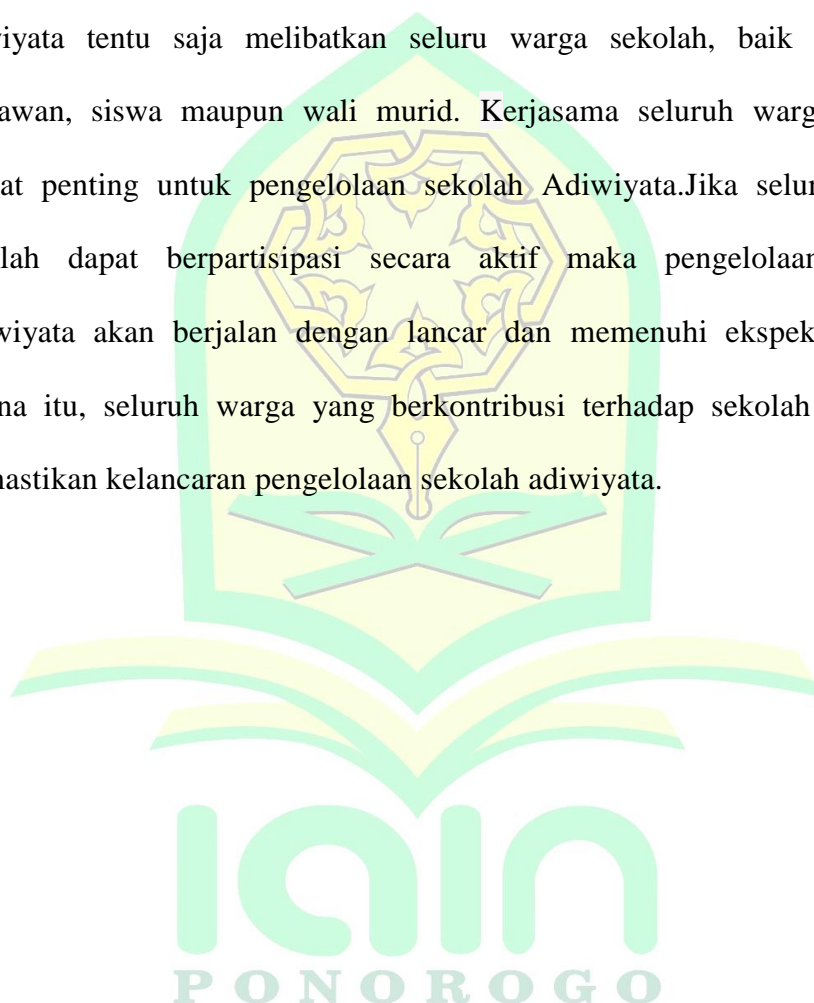 iyata tentu saja melibatkan seluru warga sekolah, baik
awan, siswa maupun wali murid. Kerjasama seluruh warg
at penting untuk pengelolaan sekolah Adiwiyata.Jika selur
lah dapat berpartisipasi secara aktif maka pengelolaan
wiyata akan berjalan dengan lancar dan memenuhi ekspek
na itu, seluruh warga yang berkontribusi terhadap sekolah
nastikan kelancaran pengelolaan sekolah adiwiyata.
iain
PONOROGO